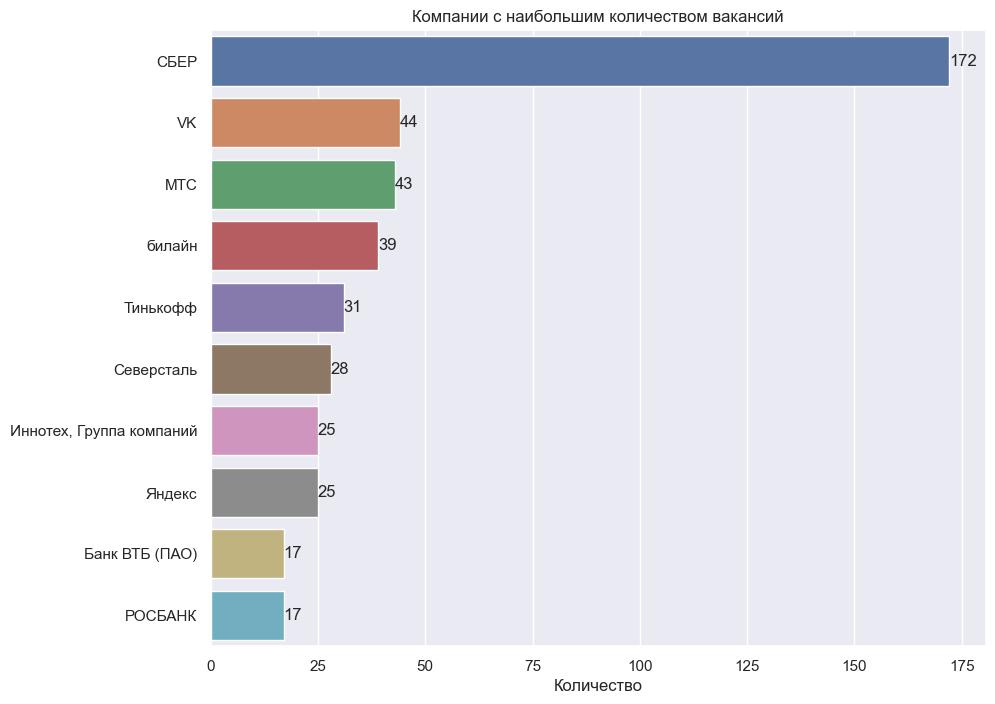 Компании с наибольшим количеством вакансий
СБЕР
172
VK
44
МТС
43
билайн
39
Тинькофф
31
Северсталь
28
Иннотех, Группа компаний
25
Яндекс
25
Банк ВТБ (ПАО)
17
РОСБАНК
17
0 25 50 75 100 125 150 175
Количество